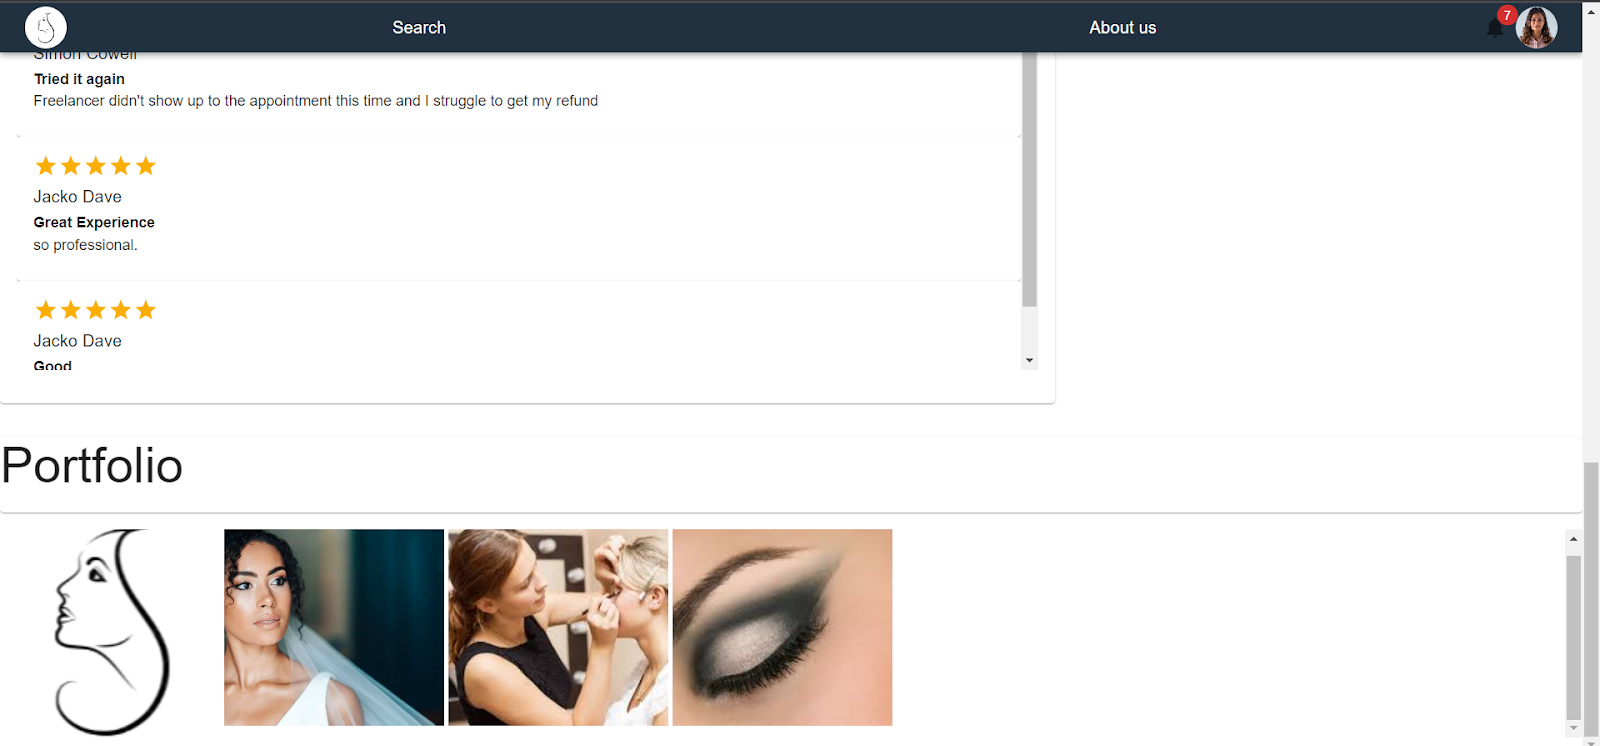 Search
About us
7
Simon Cowell
Tried it again
Freelancer didn't show up to the appointment this time and I struggle to get my refund
Jacko Dave
Great Experience
so professional.
Jacko Dave
Good
Portfolio